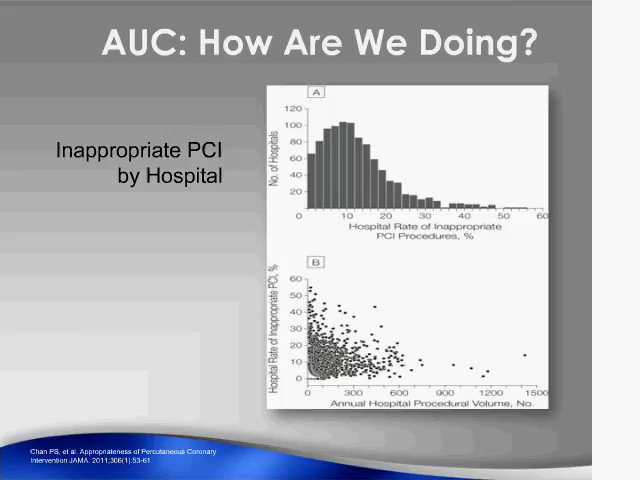 AUC: How Are We Doing?
Inappropriate PCI
by Hospital
A
No. of Hospitals
120
100
80
60
40
20
0 10 20 30 40 50 60
Hospital Rate of Inappropriate
PCI Procedures, %
B
Hospital Rate of Inappropriate PCI, %
60
50
40
30
20
10
0
0 300 600 900 1200 1500
Annual Hospital Procedural Volume, No.
Chan PS, et al. Appropriateness of Percutaneous Coronary
Intervention JAMA. 2011;306(1):53-61